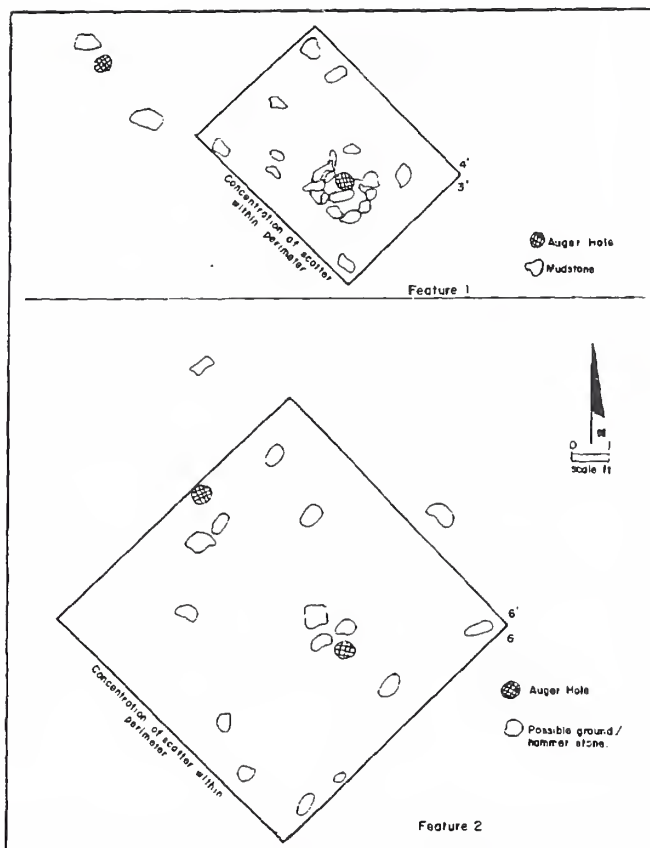 4'
3'
Concentration of scatter
within perimeter
Auger Hole
Mudstone
Feature 1
0 1
scale ft
6'
6
Concentration of scatter within
perimeter
Auger Hole
Possible ground/
hammer stone.
Feature 2